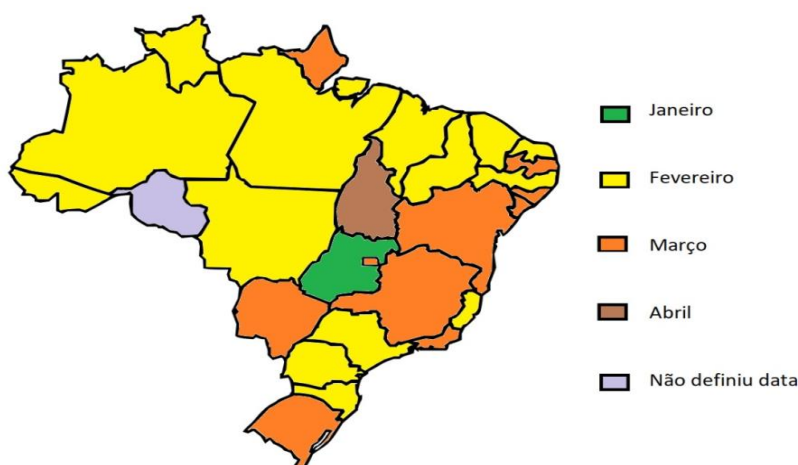 Janeiro
Fevereiro
Março
Abril
Não definiu data